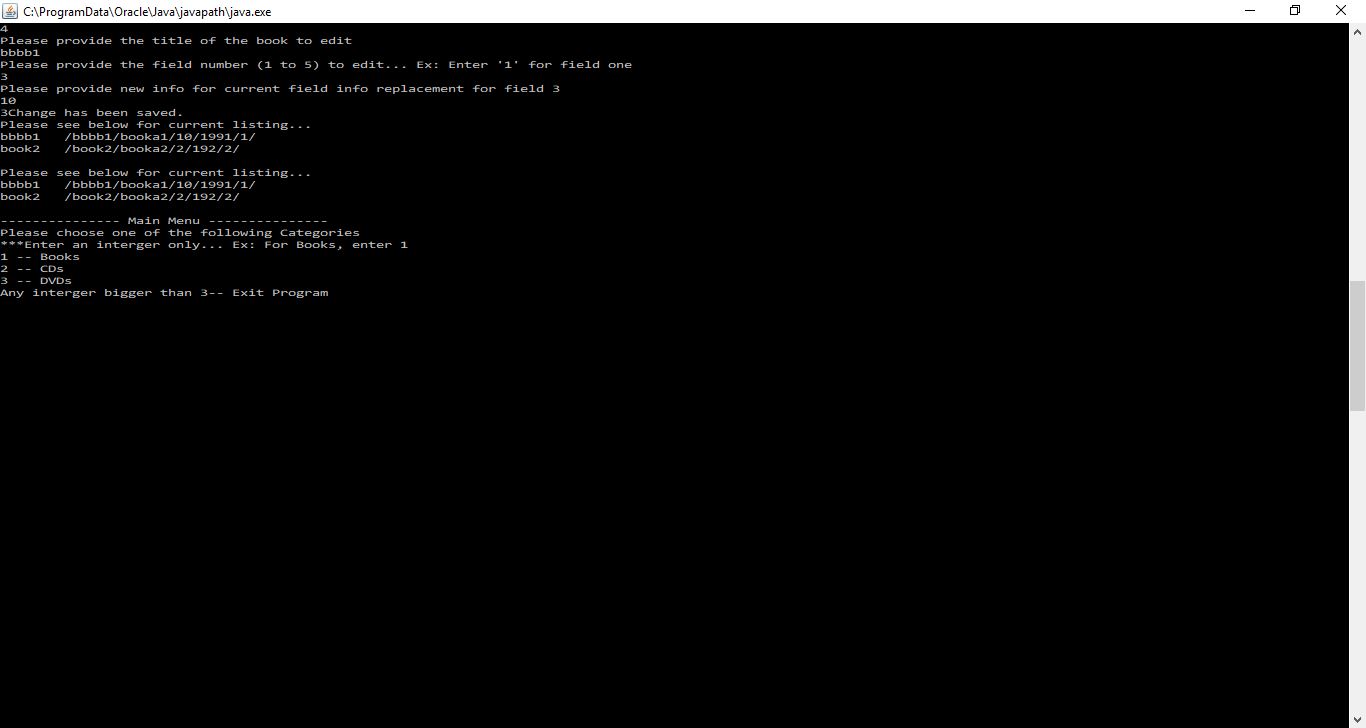 C:\ProgramData\Oracle\Java\javapath\java.exe
4
Please provide the title of the book to edit
bbbb1
Please provide the field number (1 to 5) to edit... Ex: Enter '1' for field one
3
Please provide new info for current field info replacement for field 3
10
3Change has been saved.
Please see below for current listing...
bbbb1   /bbbb1/booka1/10/1991/1/
book2   /book2/booka2/2/192/2/

Please see below for current listing...
bbbb1   /bbbb1/booka1/10/1991/1/
book2   /book2/booka2/2/192/2/

--------------- Main Menu ---------------
Please choose one of the following Categories
***Enter an interger only... Ex: For Books, enter 1
1 -- Books
2 -- CDs
3 -- DVDs
Any interger bigger than 3-- Exit Program